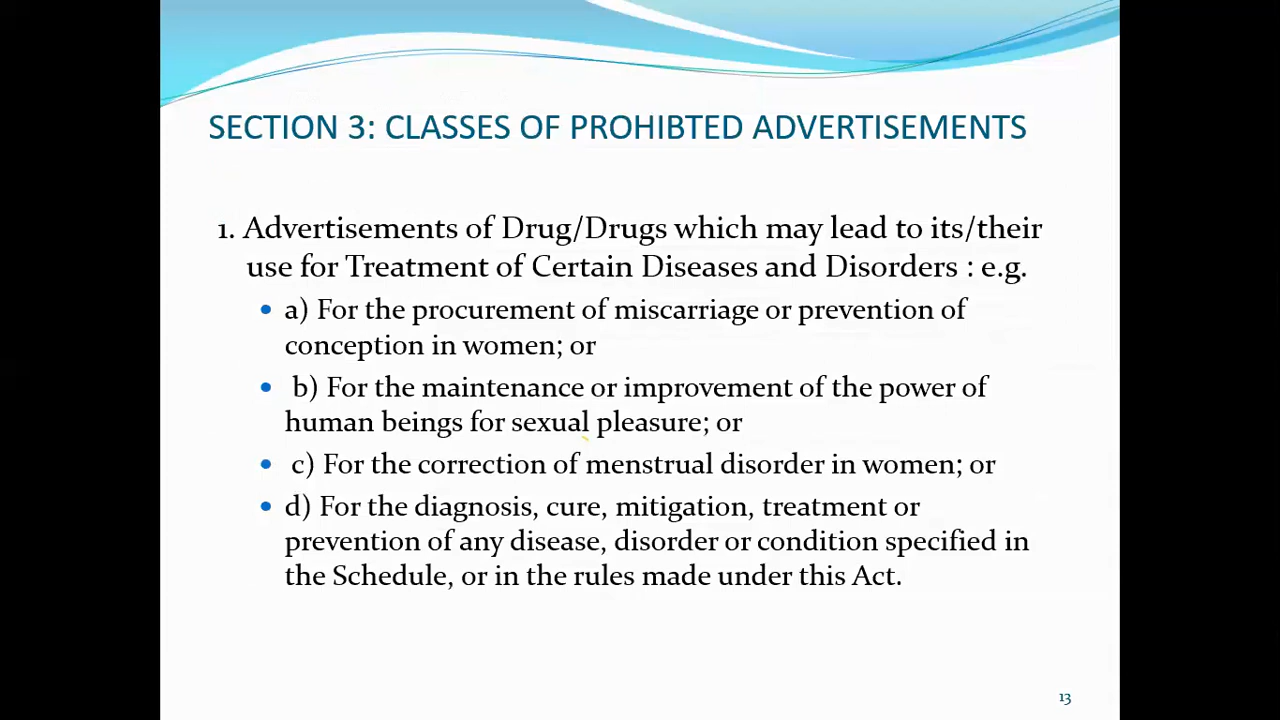 SECTION 3: CLASSES OF PROHIBTED ADVERTISEMENTS
1. Advertisements of Drug/Drugs which may lead to its/their
use for Treatment of Certain Diseases and Disorders : e.g.
• a) For the procurement of miscarriage or prevention of
conception in women; or
• b) For the maintenance or improvement of the power of
human beings for sexual pleasure; or
• c) For the correction of menstrual disorder in women; or
• d) For the diagnosis, cure, mitigation, treatment or
prevention of any disease, disorder or condition specified in
the Schedule, or in the rules made under this Act.
13